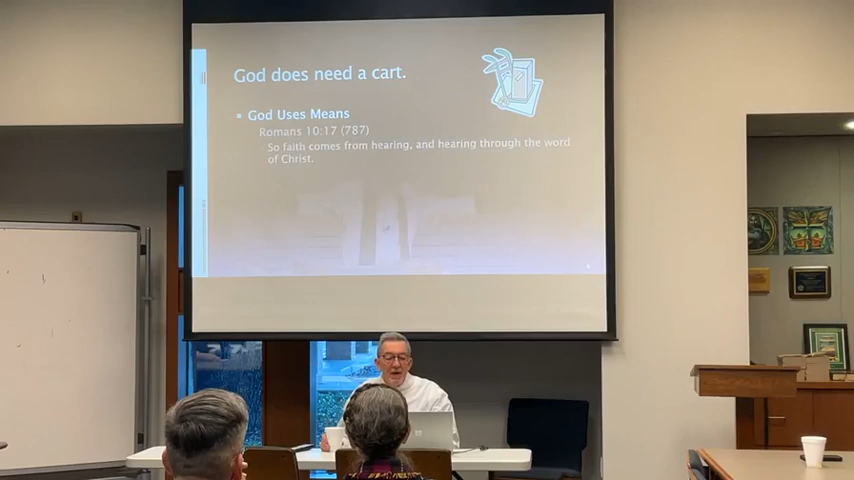 God does need a cart.
God Uses Means
Romans 10:17 (787)
So faith comes from hearing, and hearing through the word
of Christ.